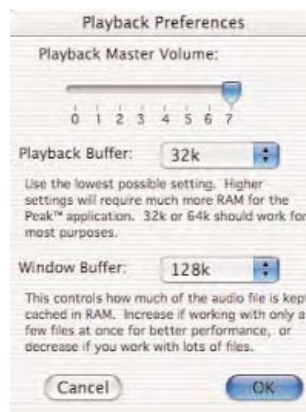 Playback Preferences
Playback Master Volume:
0 1 2 3 4 5 6 7
Playback Buffer: 32k
Use the lowest possible setting. Higher
settings will require much more RAM for the
Peak™ application. 32k or 64k should work for
most purposes.
Window Buffer: 128k
This controls how much of the audio file is kept
cached in RAM. Increase if working with only a
few files at once for better performance, or
decrease if you work with lots of files.
Cancel OK